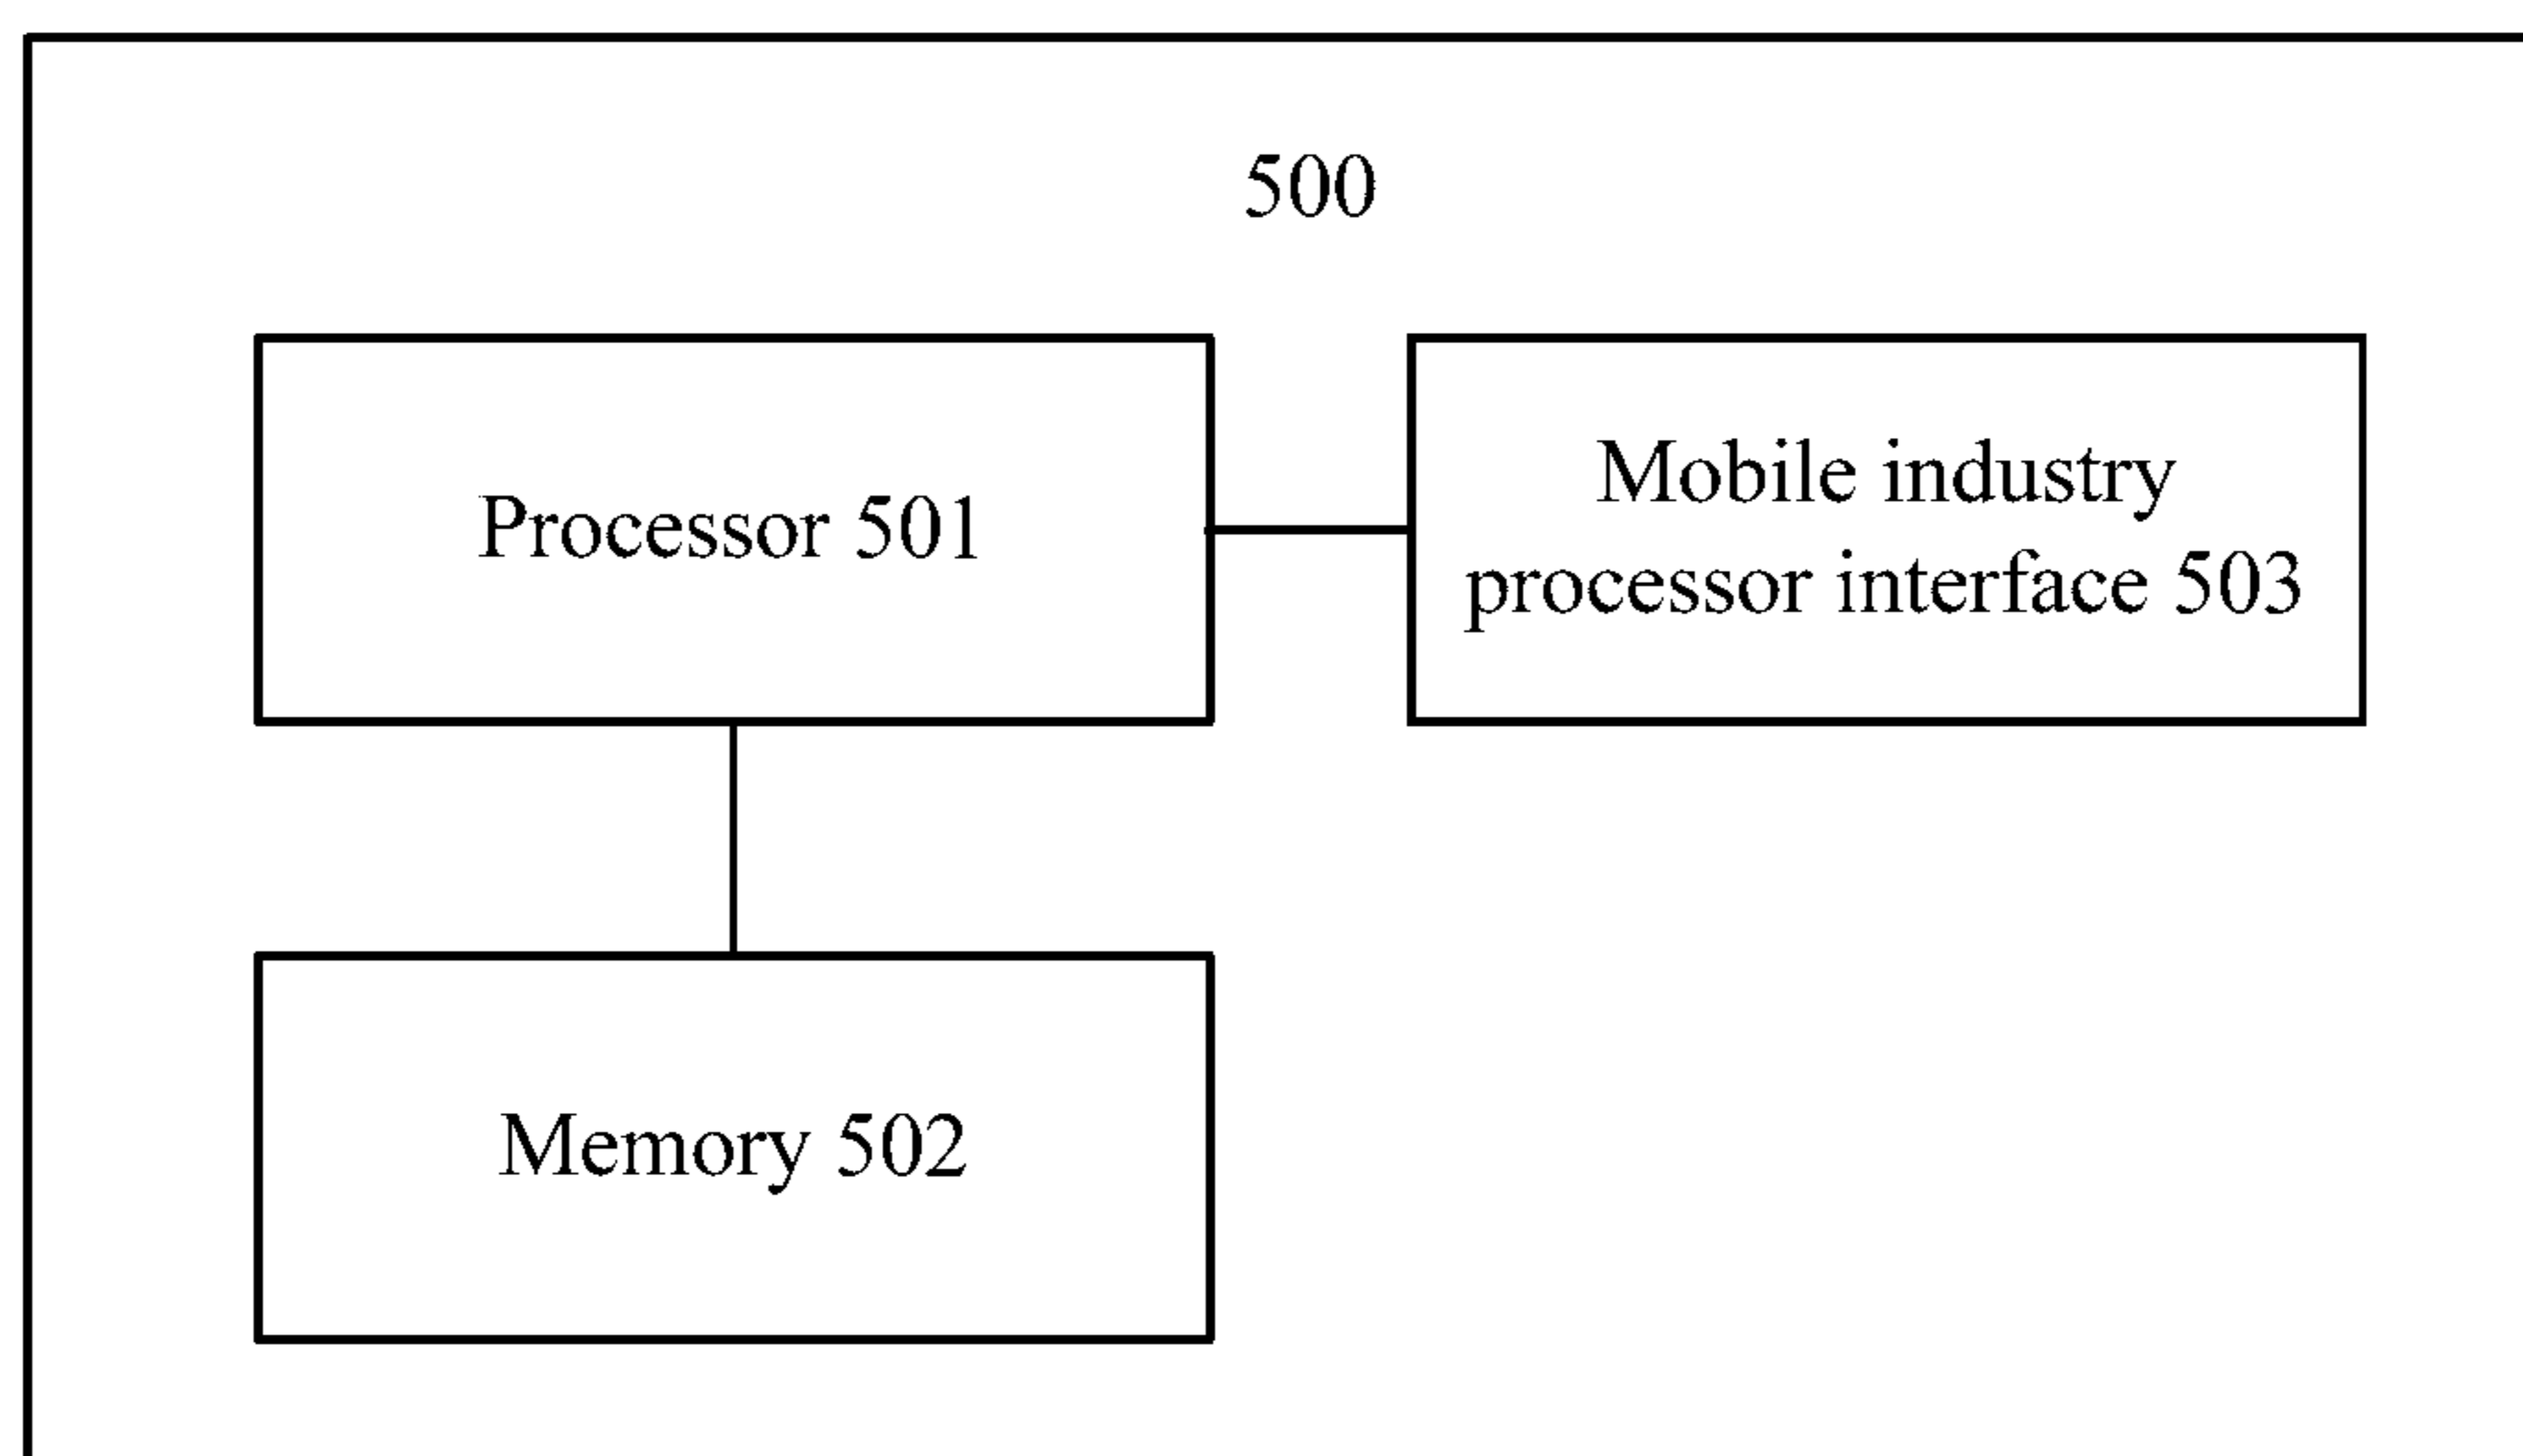 500
Processor 501
Mobile industry
processor interface 503
Memory 502